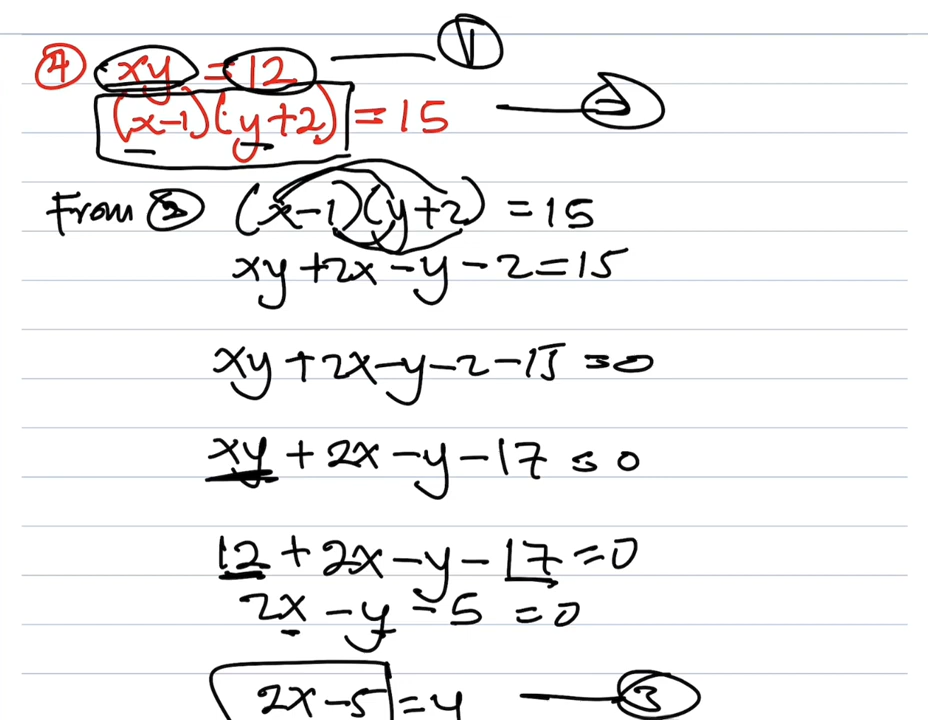 ④ xy = 12 — ①
(x-1)(y+2) = 15 — ②
From ② (x-1)(y+2) = 15
xy + 2x - y - 2 = 15
xy + 2x - y - 2 - 15 = 0
xy + 2x - y - 17 = 0
12 + 2x - y - 17 = 0
2x - y = 5 = 0
2x - 5 = y — ③